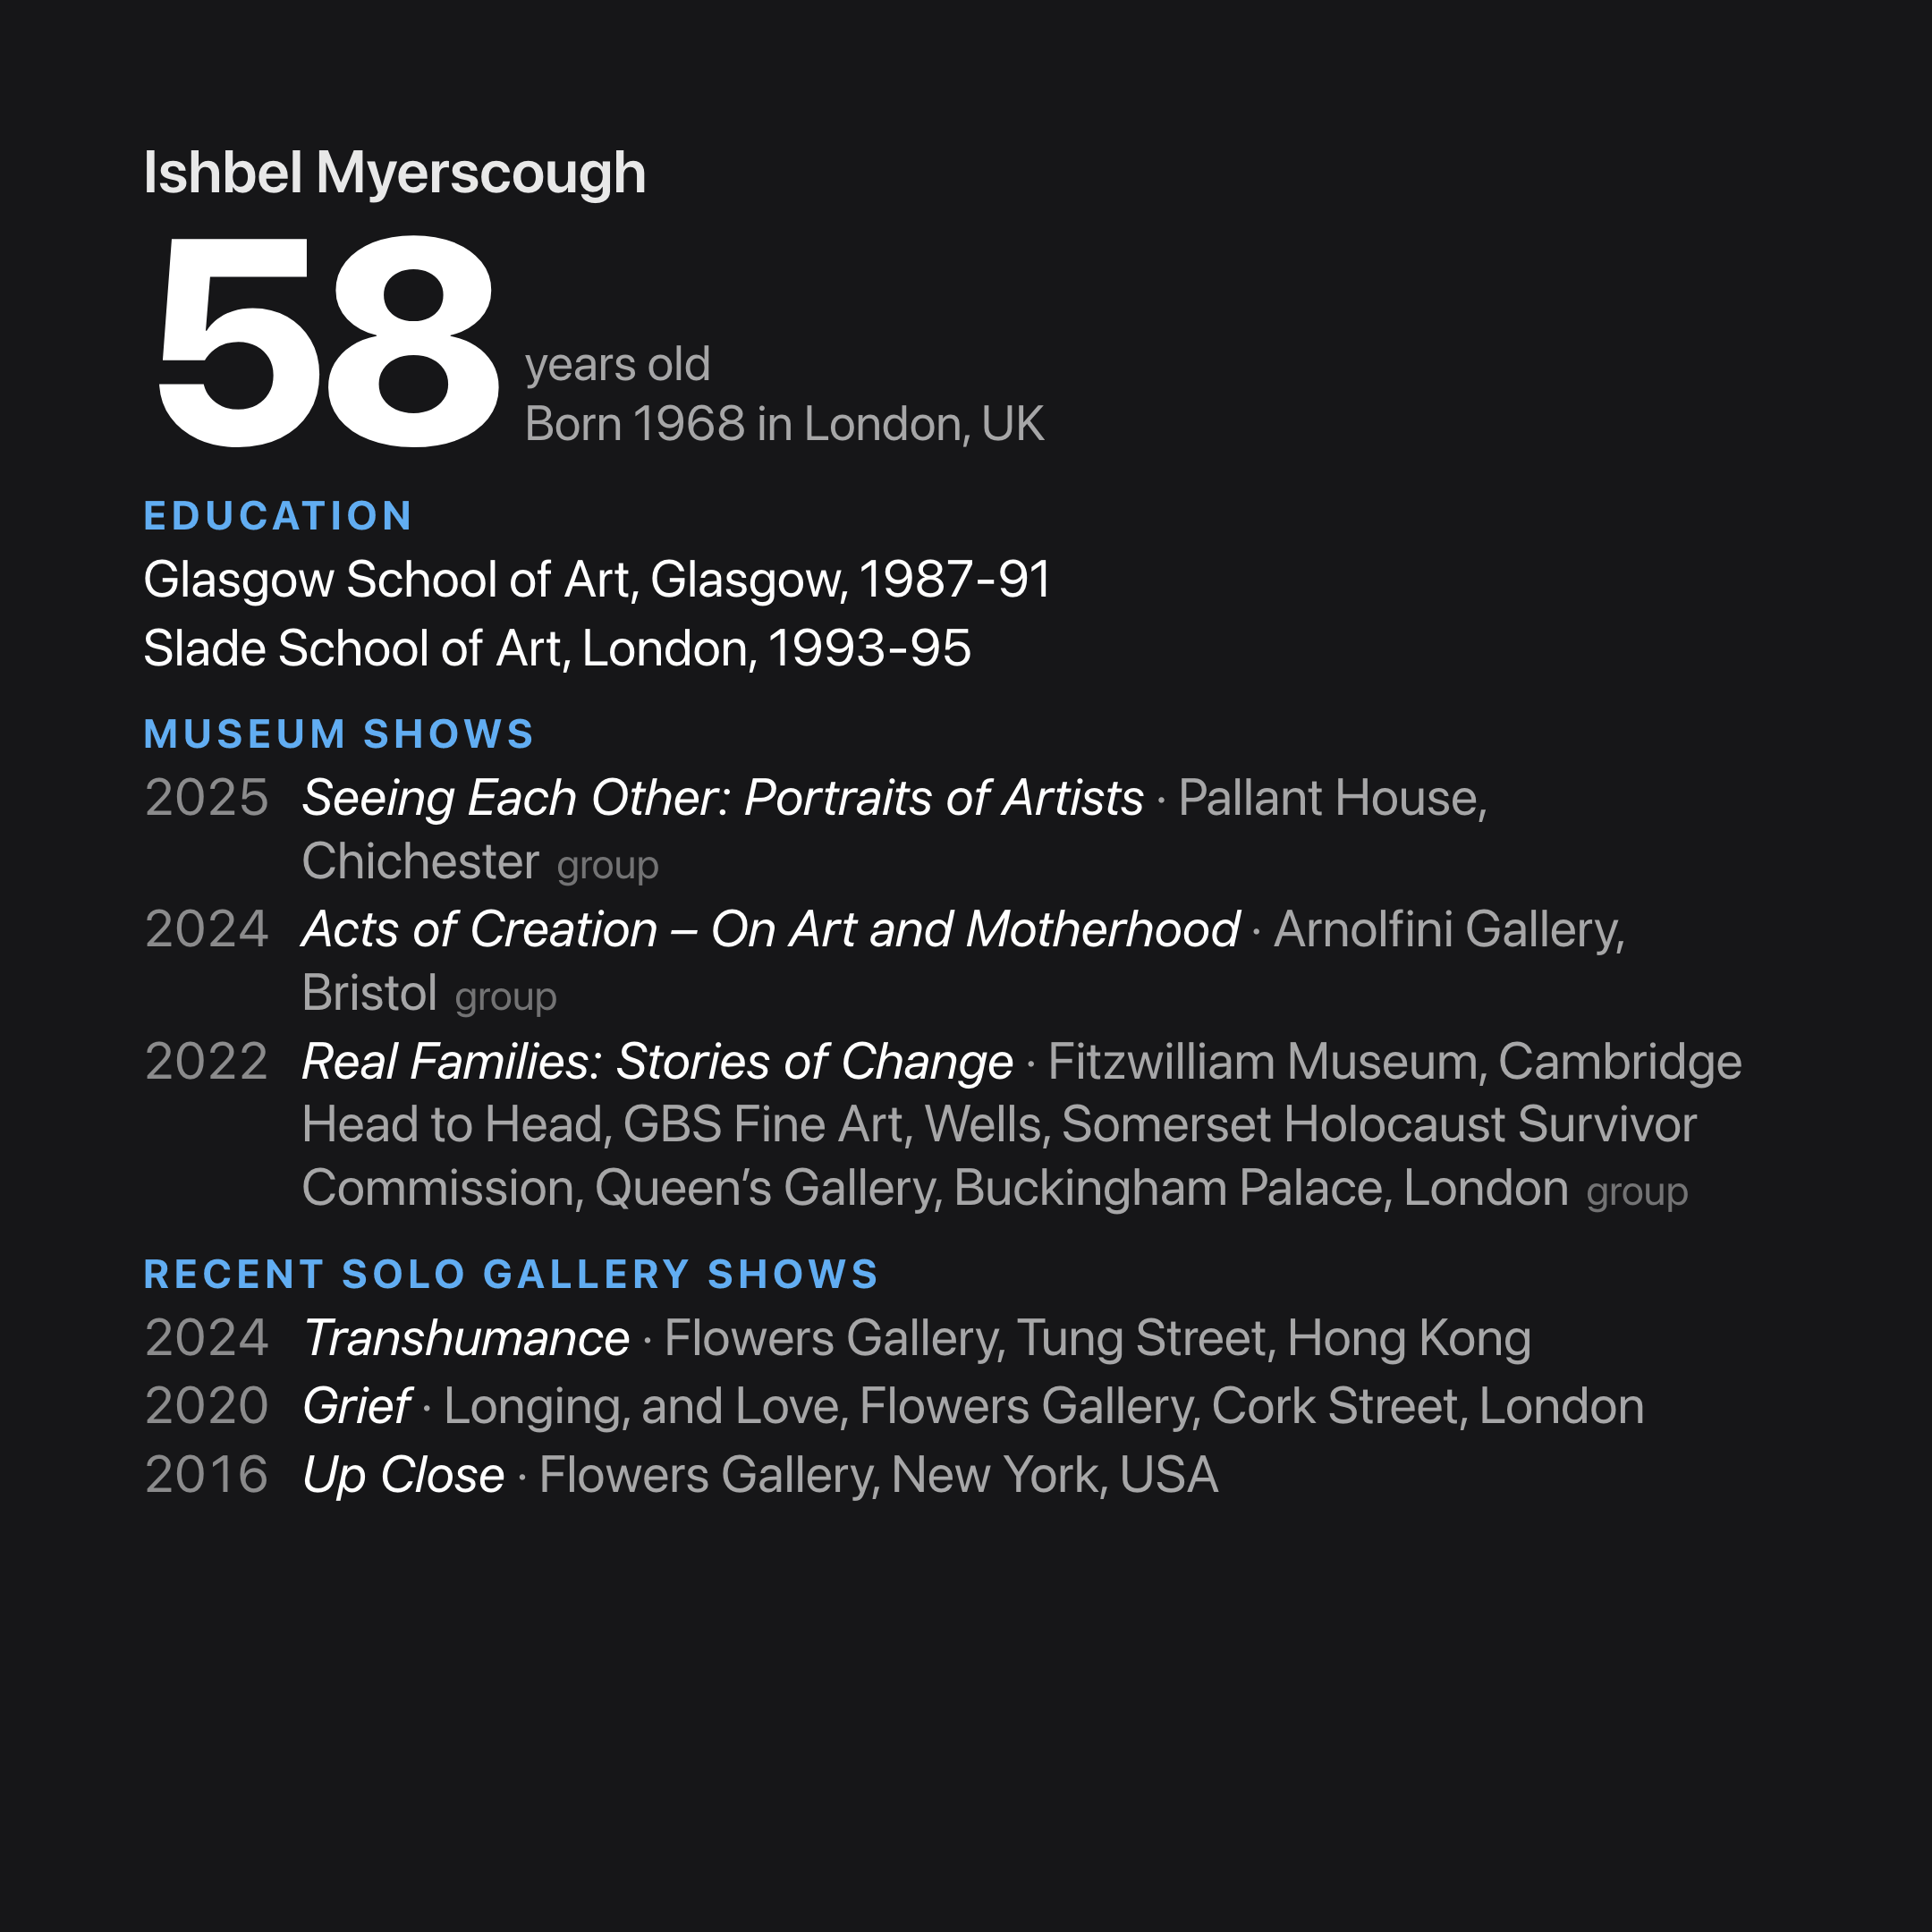 Ishbel Myerscough
58
years old
Born 1968 in London, UK
EDUCATION
Glasgow School of Art, Glasgow, 1987-91
Slade School of Art, London, 1993-95
MUSEUM SHOWS
2025 Seeing Each Other: Portraits of Artists · Pallant House,
Chichester group
2024 Acts of Creation – On Art and Motherhood · Arnolfini Gallery,
Bristol group
2022 Real Families: Stories of Change · Fitzwilliam Museum, Cambridge
Head to Head, GBS Fine Art, Wells, Somerset Holocaust Survivor
Commission, Queen’s Gallery, Buckingham Palace, London group
RECENT SOLO GALLERY SHOWS
2024 Transhumance · Flowers Gallery, Tung Street, Hong Kong
2020 Grief · Longing, and Love, Flowers Gallery, Cork Street, London
2016 Up Close · Flowers Gallery, New York, USA